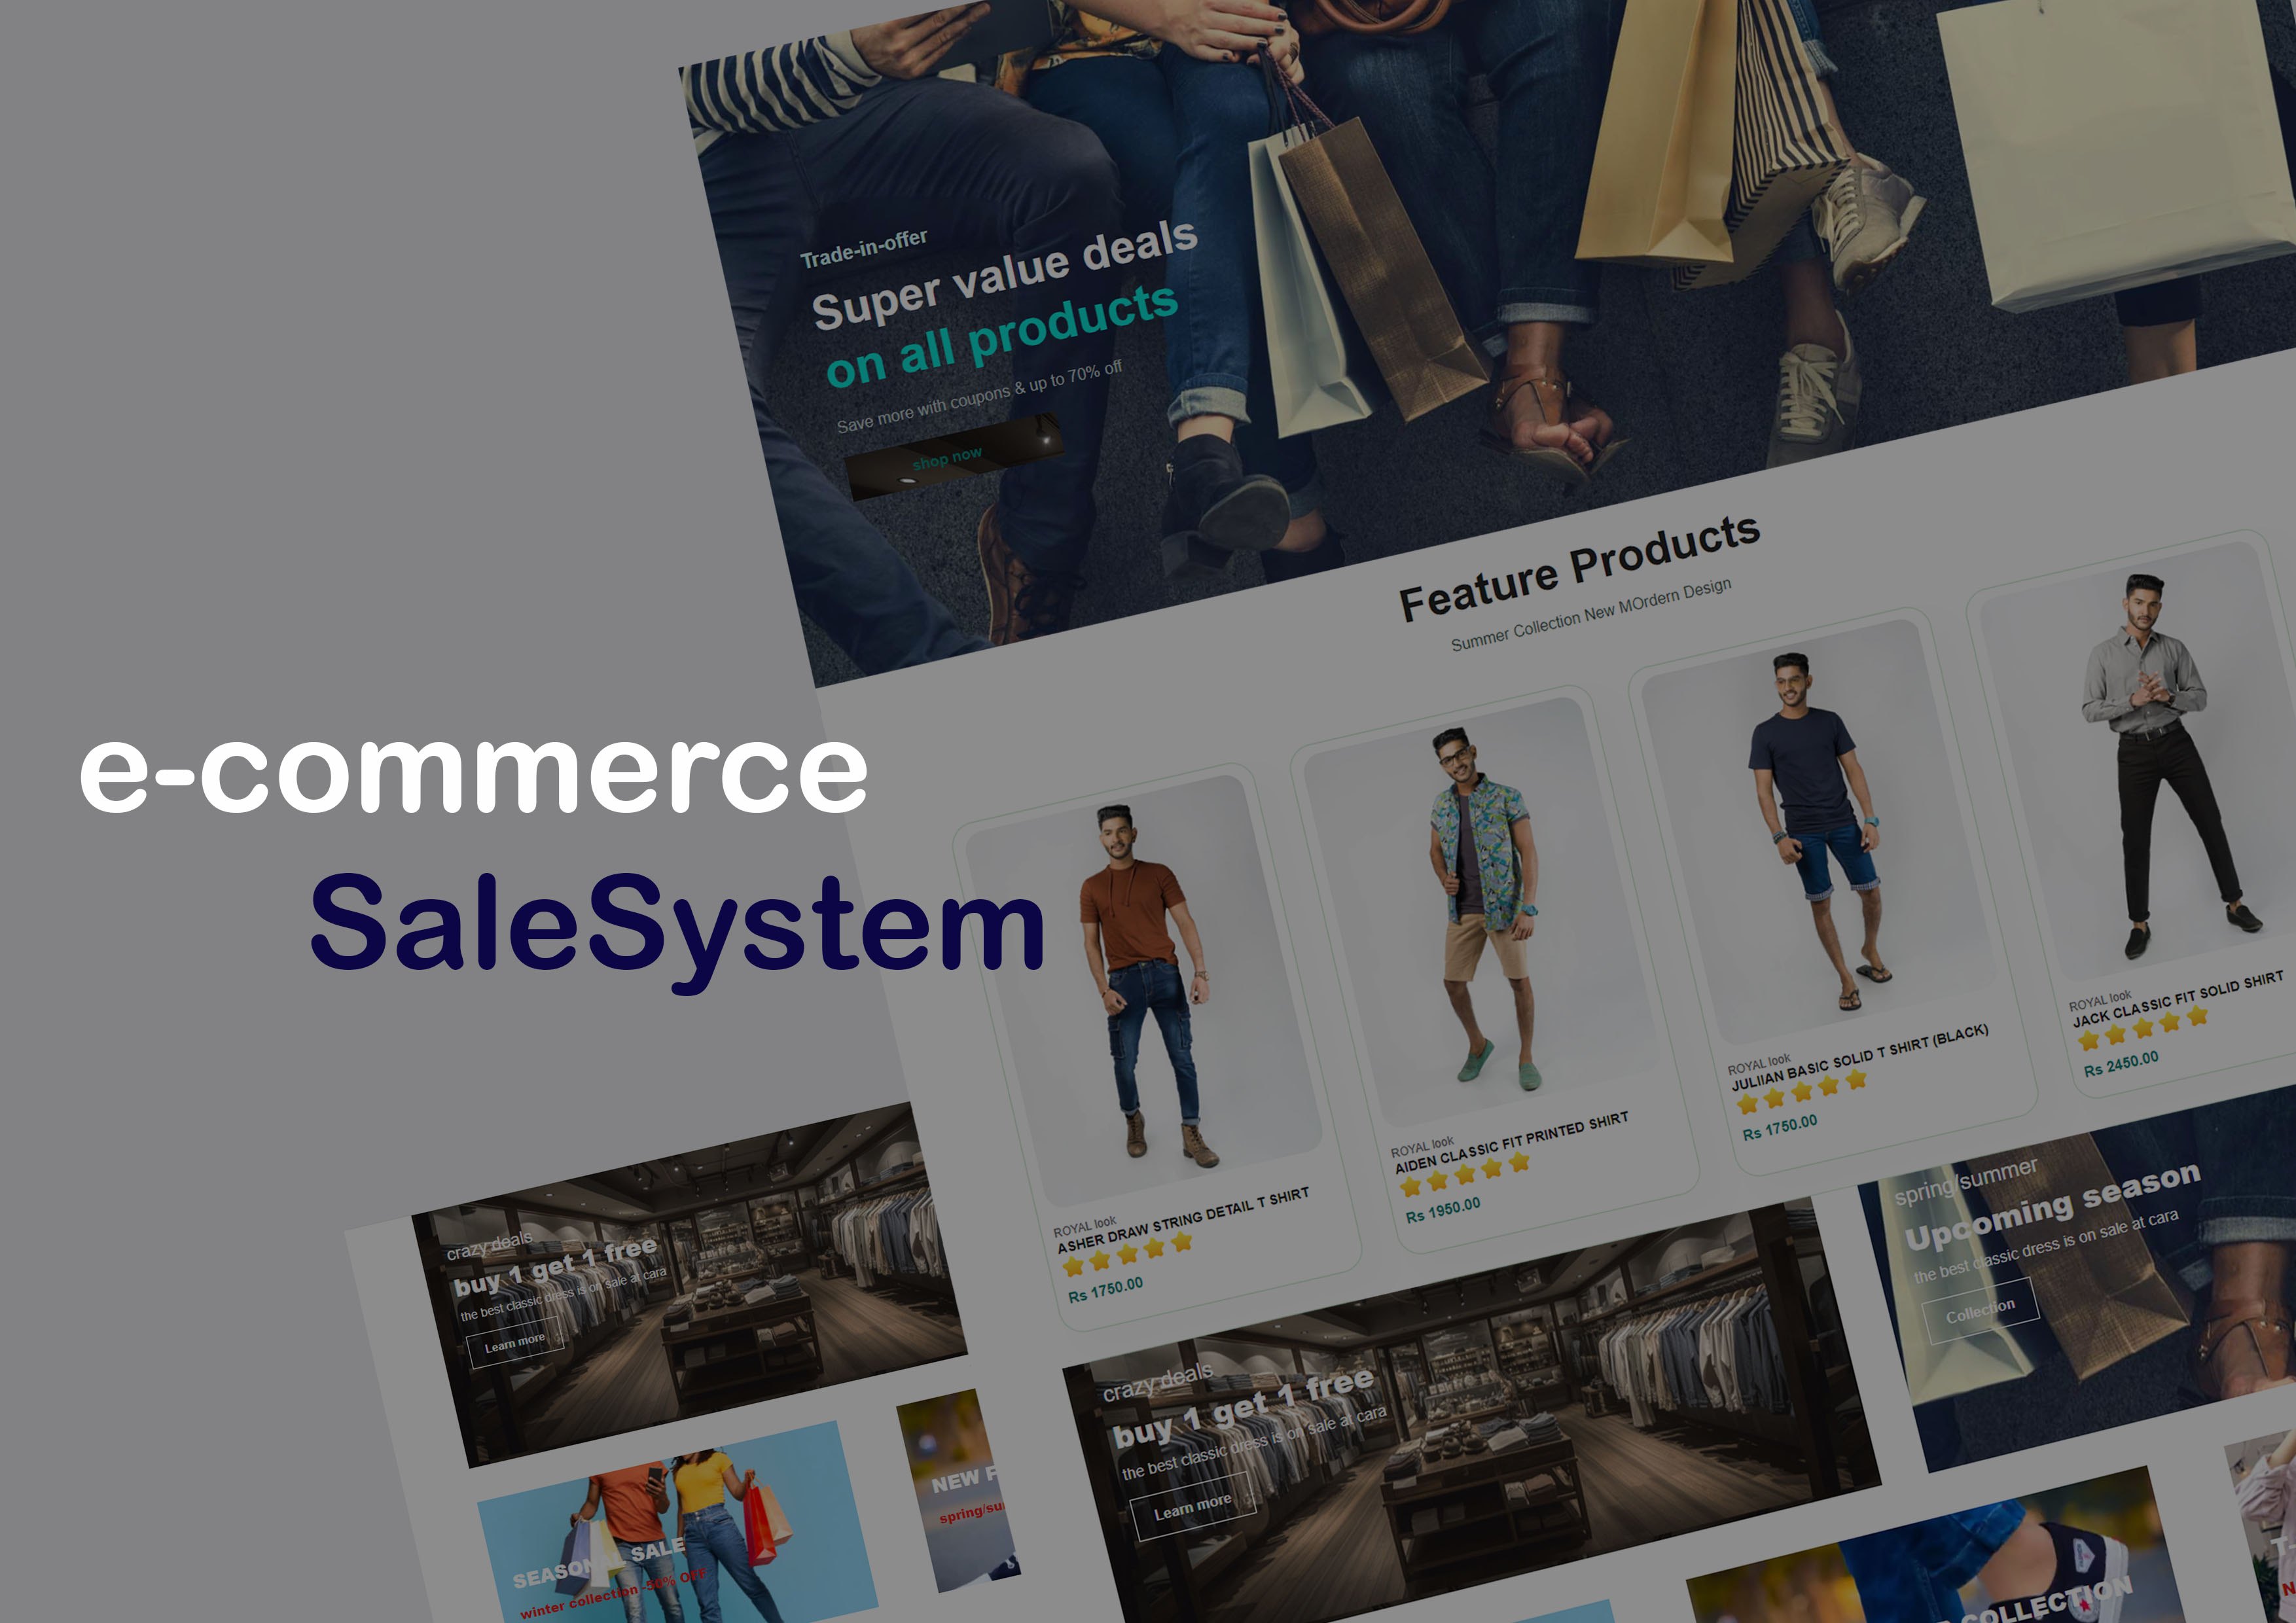 Trade-in-offer
Super value deals
on all products
Save more with coupons & up to 70% off
shop now
Feature Products
Summer Collection New MOrdern Design
e-commerce
SaleSystem
ROYAL look
ASHER DRAW STRING DETAIL T SHIRT
Rs 1750.00
ROYAL look
AIDEN CLASSIC FIT PRINTED SHIRT
Rs 1950.00
ROYAL look
JULIIAN BASIC SOLID T SHIRT (BLACK)
Rs 1750.00
ROYAL look
JACK CLASSIC FIT SOLID SHIRT
Rs 2450.00
crazy deals
buy 1 get 1 free
the best classic dress is on sale at cara
Learn more
crazy deals
buy 1 get 1 free
the best classic dress is on sale at cara
Learn more
spring/summer
Upcoming season
the best classic dress is on sale at cara
Collection
SEASONAL SALE
winter collection -50% OFF
NEW F
spring/su
COLLECTION
T-
N